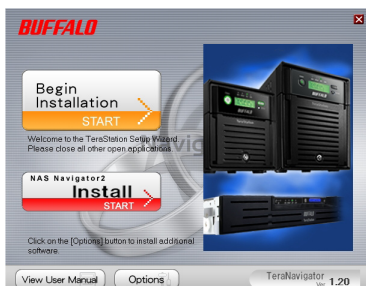 BUFFALO
Begin
Installation
START
Welcome to the TeraStation Setup Wizard.
Please close all other open applications.
NAS Navigator2
Install
START
Click on the [Options] button to install additional
software.
View User Manual
Options
TeraNavigator
Ver 1.20